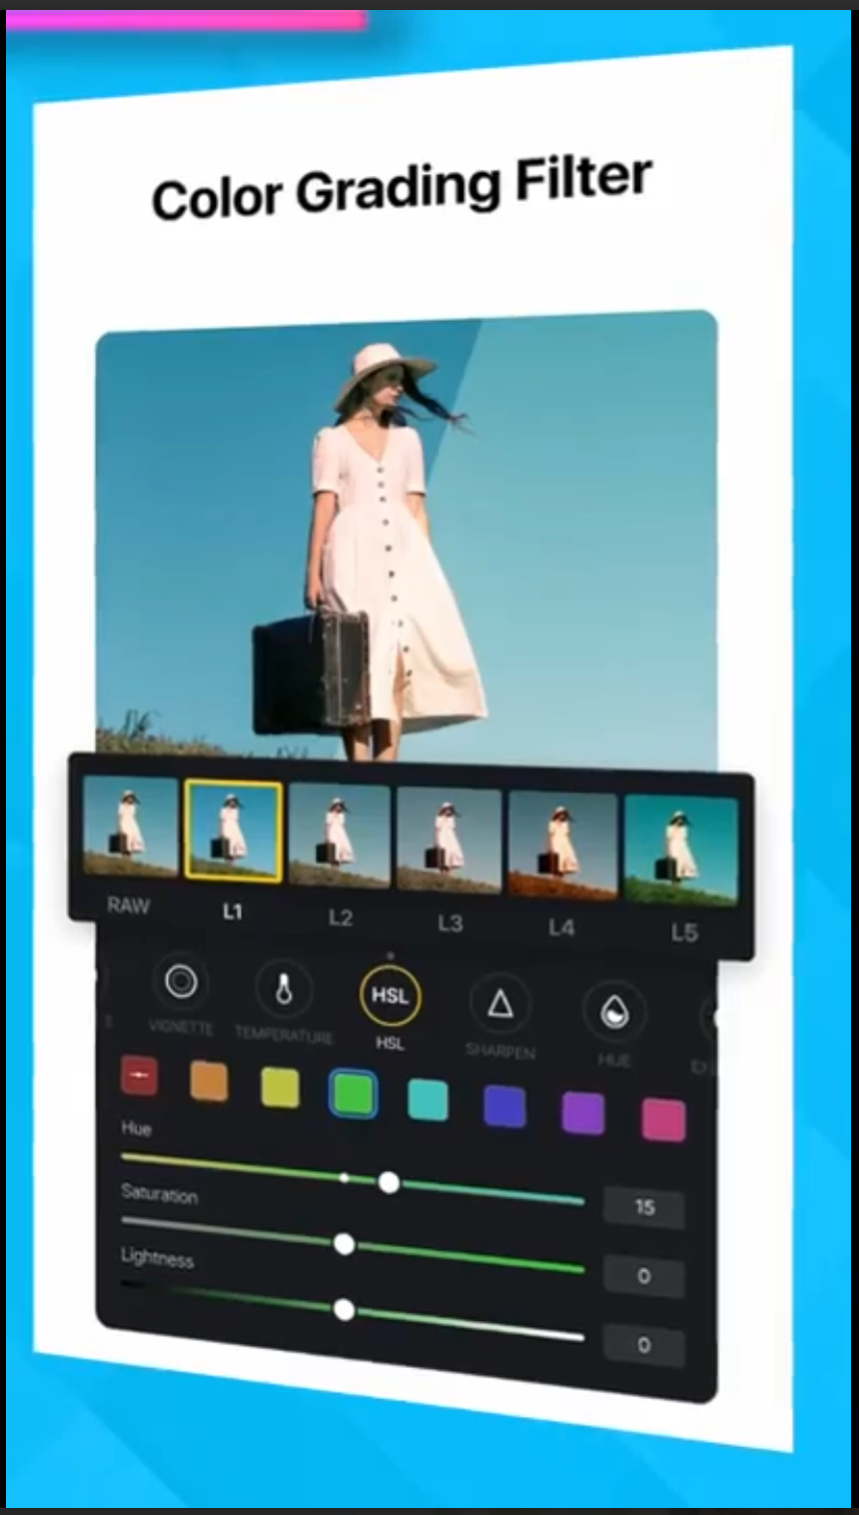 Color Grading Filter
RAW
L1
L2
L3
L4
L5
HSL
VIGNETTE
TEMPERATURE
HSL
SHARPEN
HUE
Hue
15
Saturation
0
Lightness
0